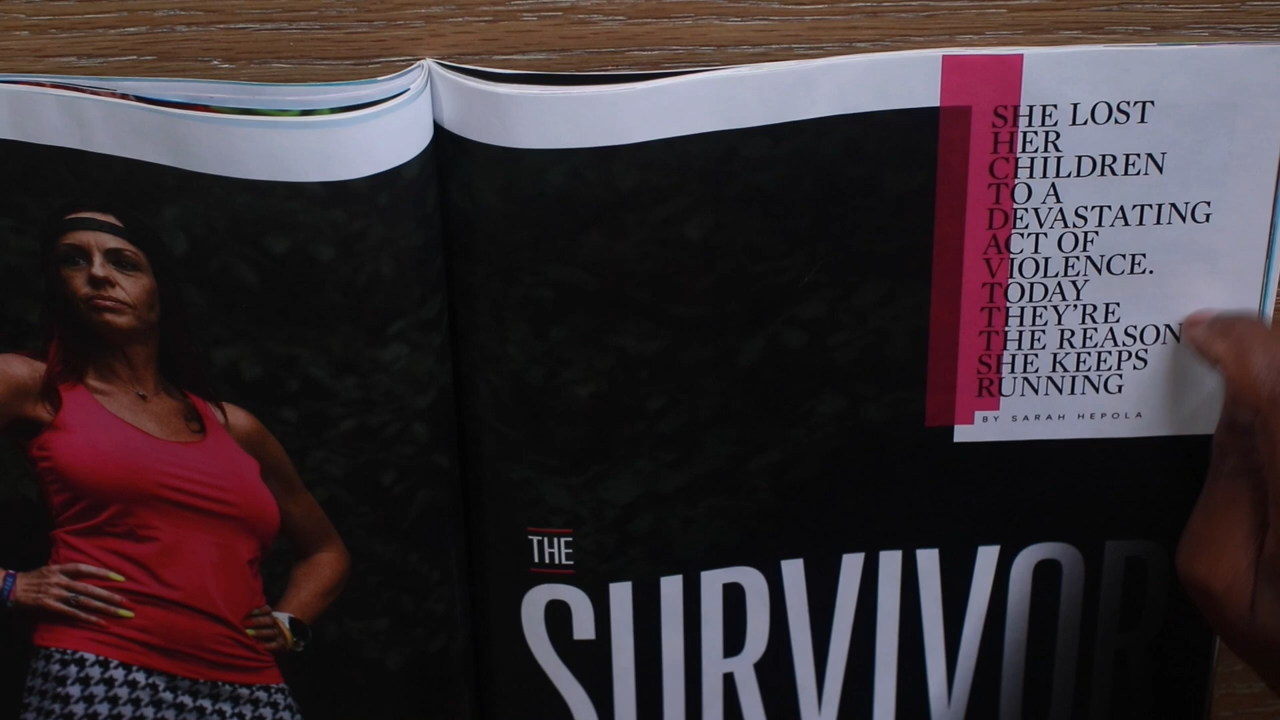 SHE LOST
HER
CHILDREN
TO A
DEVASTATING
ACT OF
VIOLENCE.
TODAY
THEY'RE
THE REASON
SHE KEEPS
RUNNING
BY SARAH HEPOLA
THE
SURVIVOR